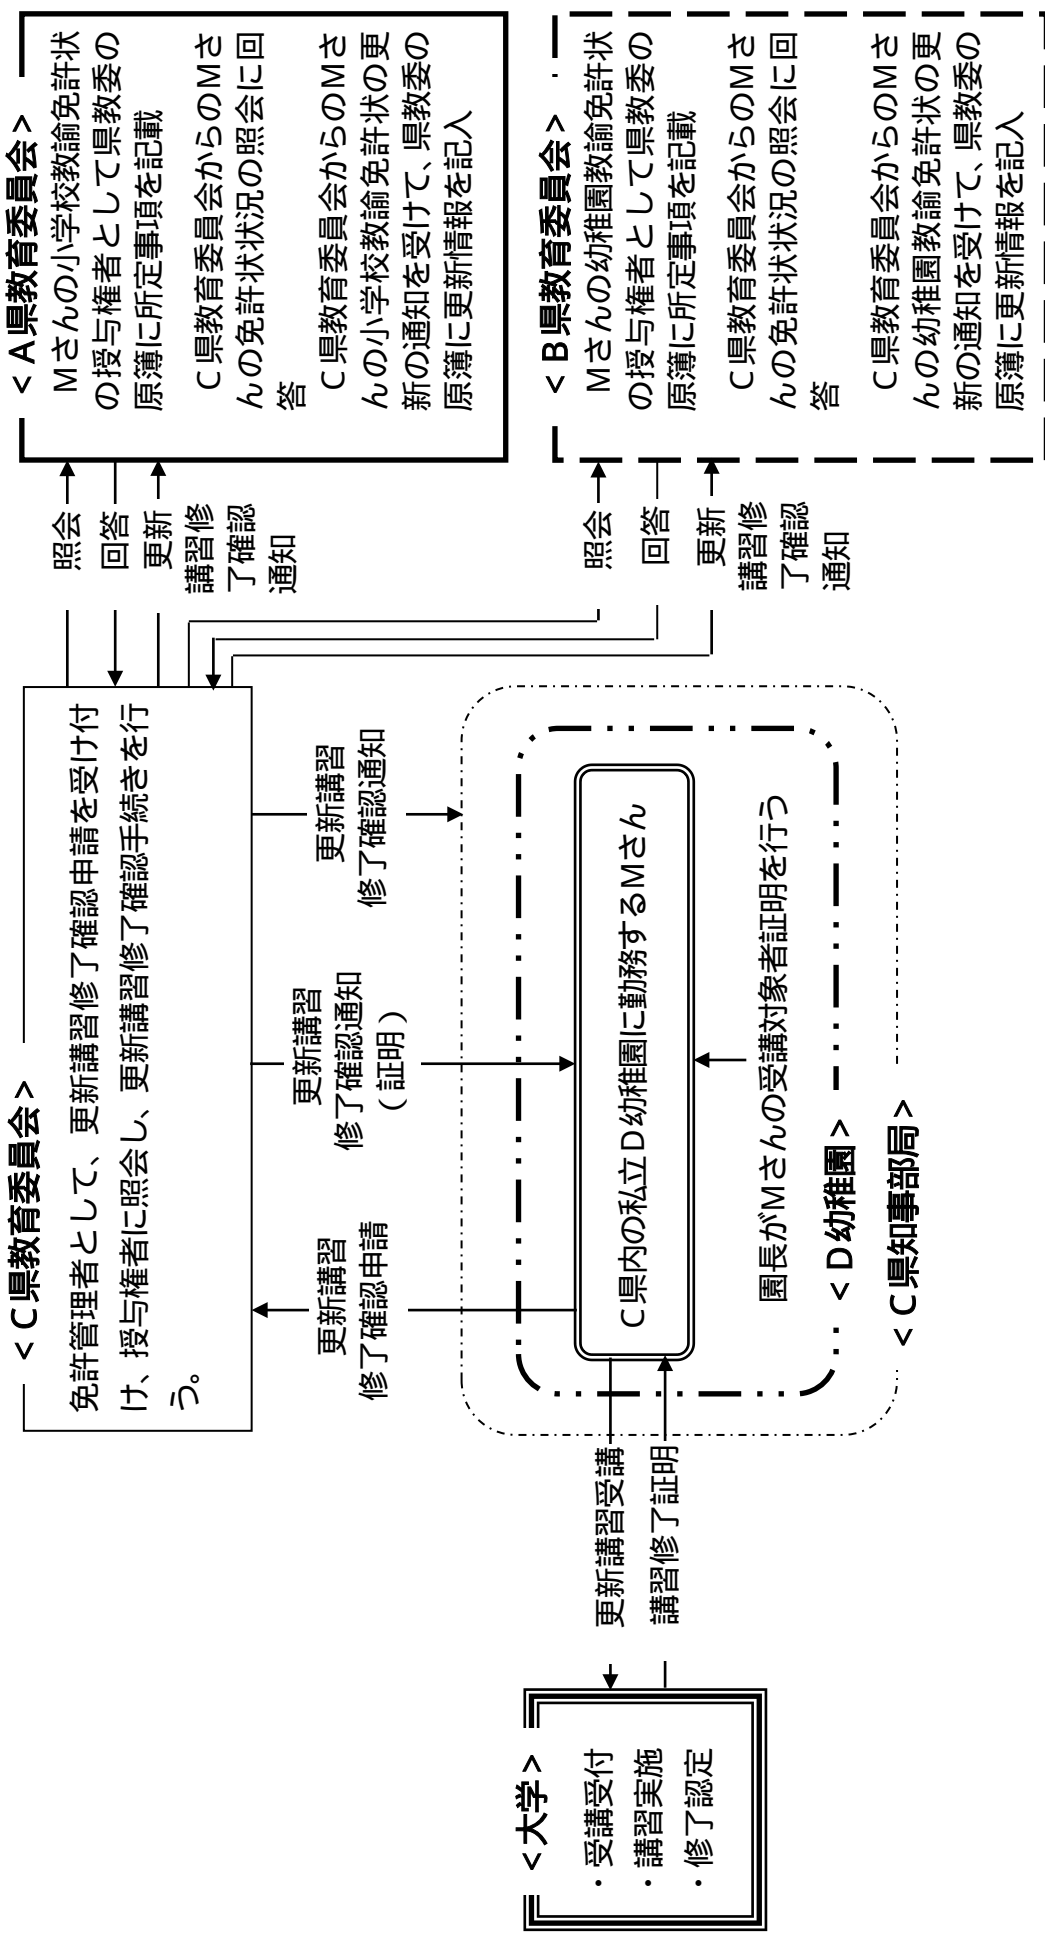 <C県教育委員会>
免許管理者として、更新講習修了確認申請を受け付
け、授与権者に照会し、更新講習修了確認手続きを行
う。
<A県教育委員会>
Mさんの小学校教諭免許状
の授与権者として県教委の
原簿に所定事項を記載
C県教育委員会からのMさ
んの免許状状況の照会に回
答
C県教育委員会からのMさ
んの小学校教諭免許状の更
新の通知を受けて、県教委の
原簿に更新情報を記入
照会
回答
更新
講習修
了確認
通知
<B県教育委員会>
Mさんの幼稚園教諭免許状
の授与権者として県教委の
原簿に所定事項を記載
C県教育委員会からのMさ
んの免許状状況の照会に回
答
C県教育委員会からのMさ
んの幼稚園教諭免許状の更
新の通知を受けて、県教委の
原簿に更新情報を記入
照会
回答
更新
講習修
了確認
通知
更新講習
修了確認申請
更新講習
修了確認通知
(証明)
更新講習
修了確認通知
<大学>
・受講受付
・講習実施
・修了認定
更新講習受講
講習修了証明
C県内の私立D幼稚園に勤務するMさん
園長がMさんの受講対象者証明を行う
<D幼稚園>
<C県知事部局>